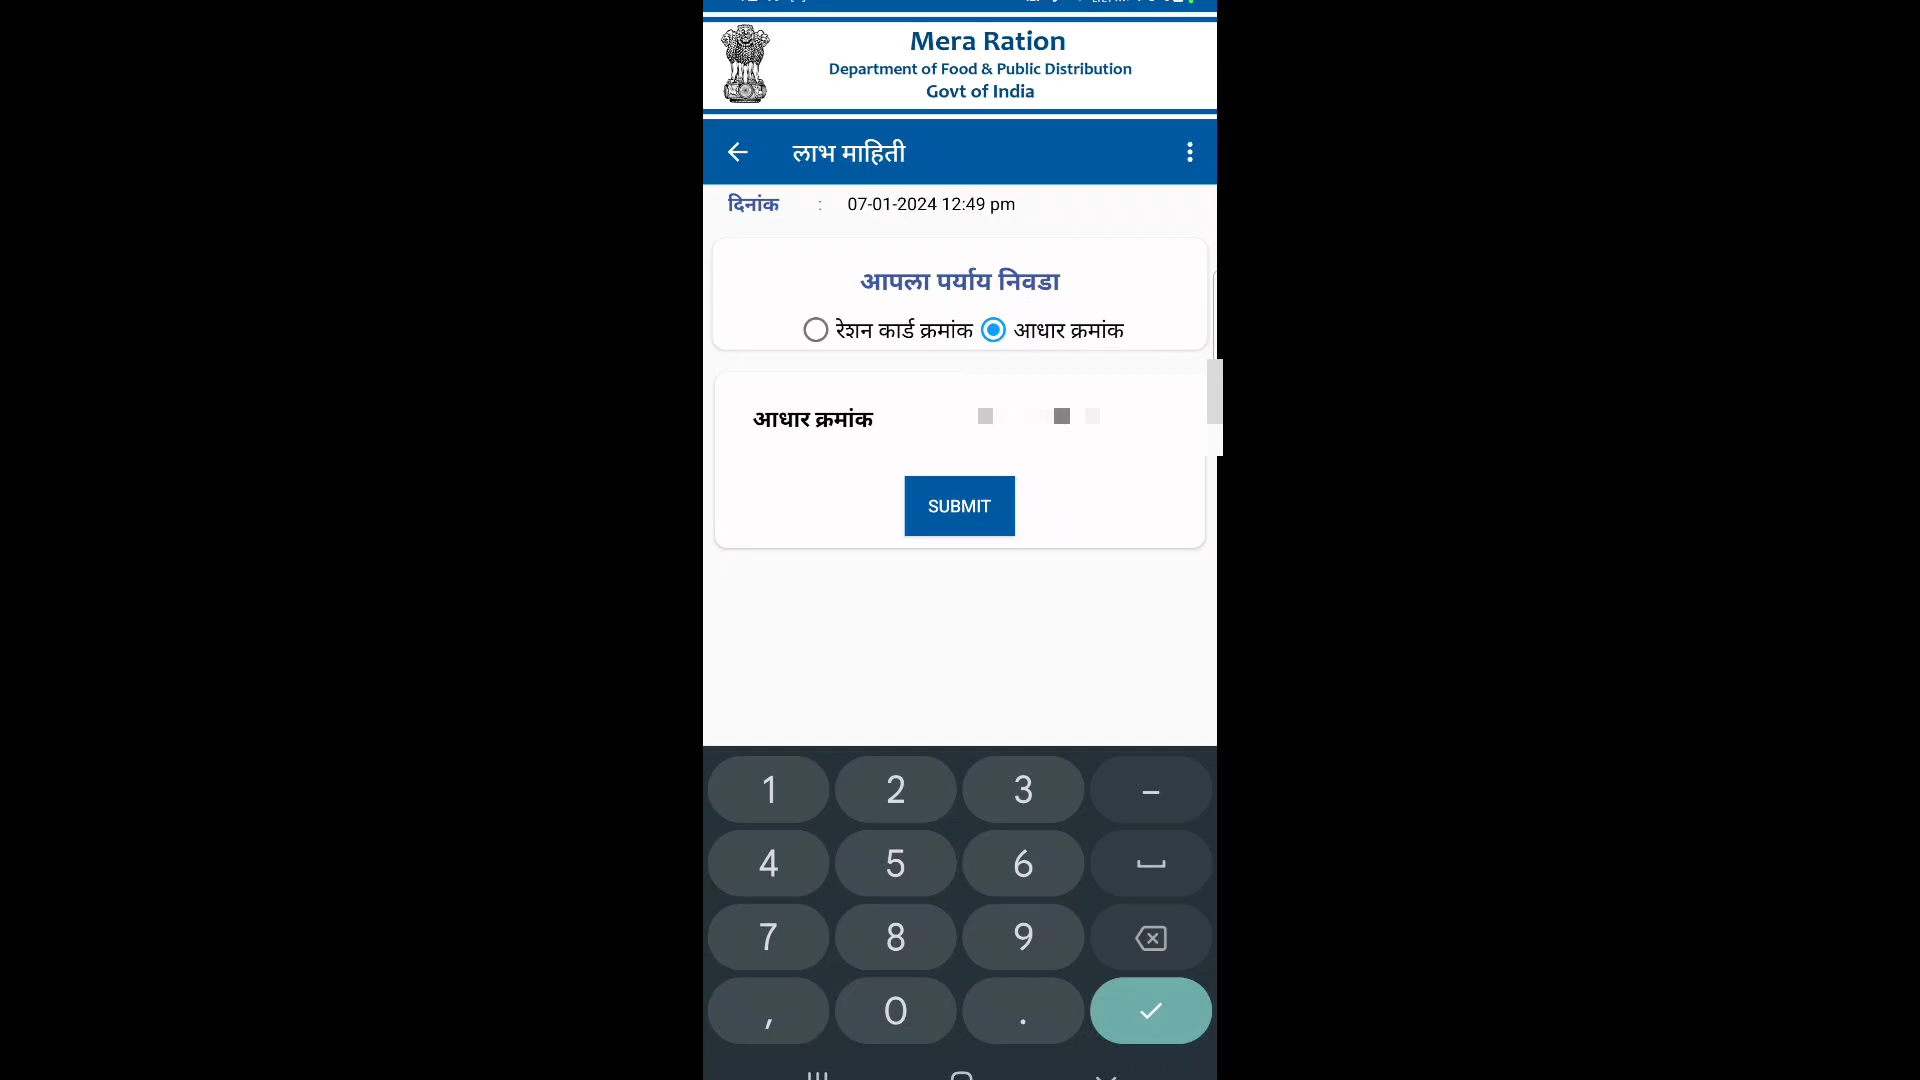 Mera Ration
Department of Food & Public Distribution
Govt of India
लाभ माहिती
दिनांक : 07-01-2024 12:49 pm
आपला पर्याय निवडा
रेशन कार्ड क्रमांक आधार क्रमांक
आधार क्रमांक
SUBMIT
1 2 3 –
4 5 6
7 8 9
, 0 .